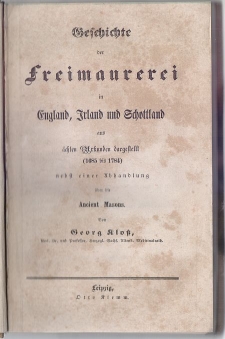 Geschichte
der
Freimaurerei
in
England, Irland und Schottland
aus
ächten Urkunden dargestellt
(1685 bis 1784)
nebst einer Abhandlung
über die
Ancient Masons.
Von
Georg Kloß,
Leipzig,
Otto Klemm.